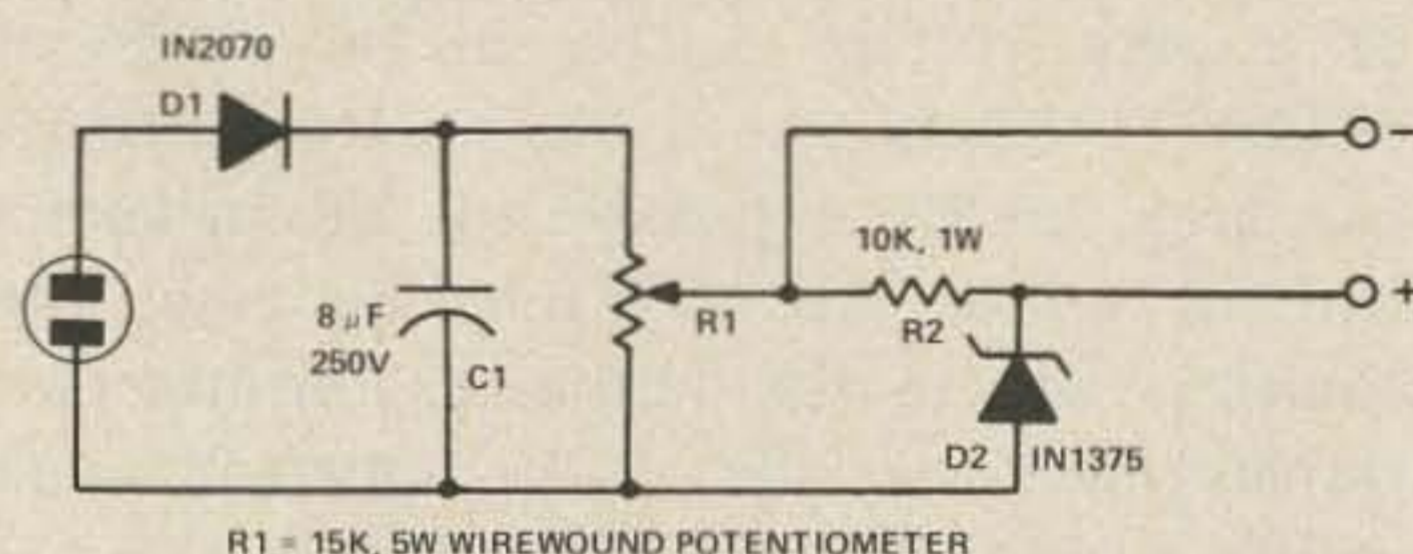 IN2070
D1
−
10K, 1W
8 μF
250V
C1
R1
R2
+
D2
IN1375
R1 = 15K, 5W WIREWOUND POTENTIOMETER